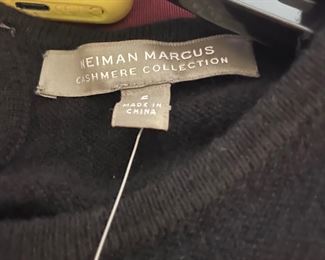 NEIMAN MARCUS
CASHMERE COLLECTION
MADE IN
CHINA